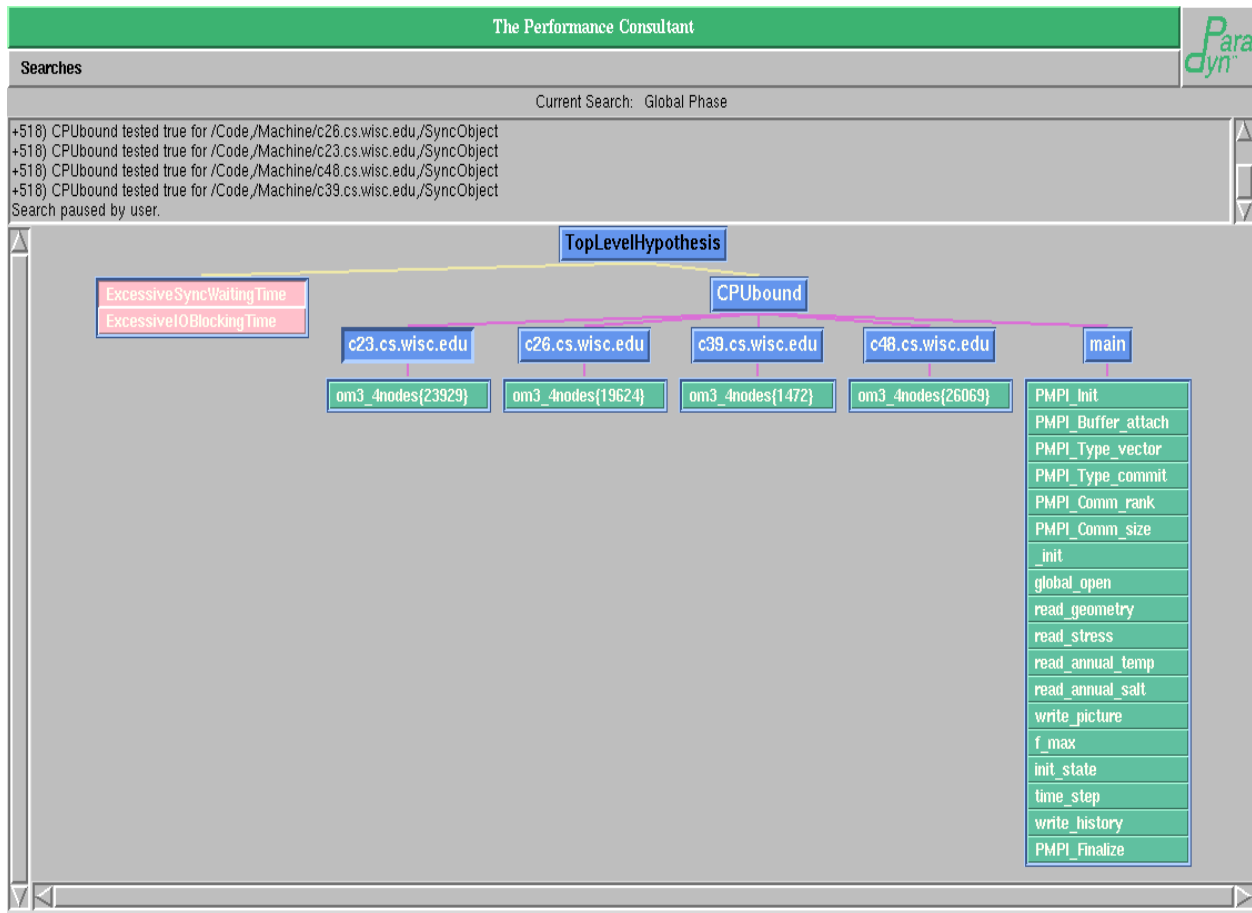 The Performance Consultant
Para
dyn™
Searches
Current Search: Global Phase
+518) CPUbound tested true for /Code,/Machine/c26.cs.wisc.edu,/SyncObject
+518) CPUbound tested true for /Code,/Machine/c23.cs.wisc.edu,/SyncObject
+518) CPUbound tested true for /Code,/Machine/c48.cs.wisc.edu,/SyncObject
+518) CPUbound tested true for /Code,/Machine/c39.cs.wisc.edu,/SyncObject
Search paused by user.
TopLevelHypothesis
ExcessiveSyncWaitingTime
ExcessiveIOBlockingTime
CPUbound
c23.cs.wisc.edu
c26.cs.wisc.edu
c39.cs.wisc.edu
c48.cs.wisc.edu
main
om3_4nodes{23929}
om3_4nodes{19624}
om3_4nodes{1472}
om3_4nodes{26069}
PMPI_Init
PMPI_Buffer_attach
PMPI_Type_vector
PMPI_Type_commit
PMPI_Comm_rank
PMPI_Comm_size
_init
global_open
read_geometry
read_stress
read_annual_temp
read_annual_salt
write_picture
f_max
init_state
time_step
write_history
PMPI_Finalize